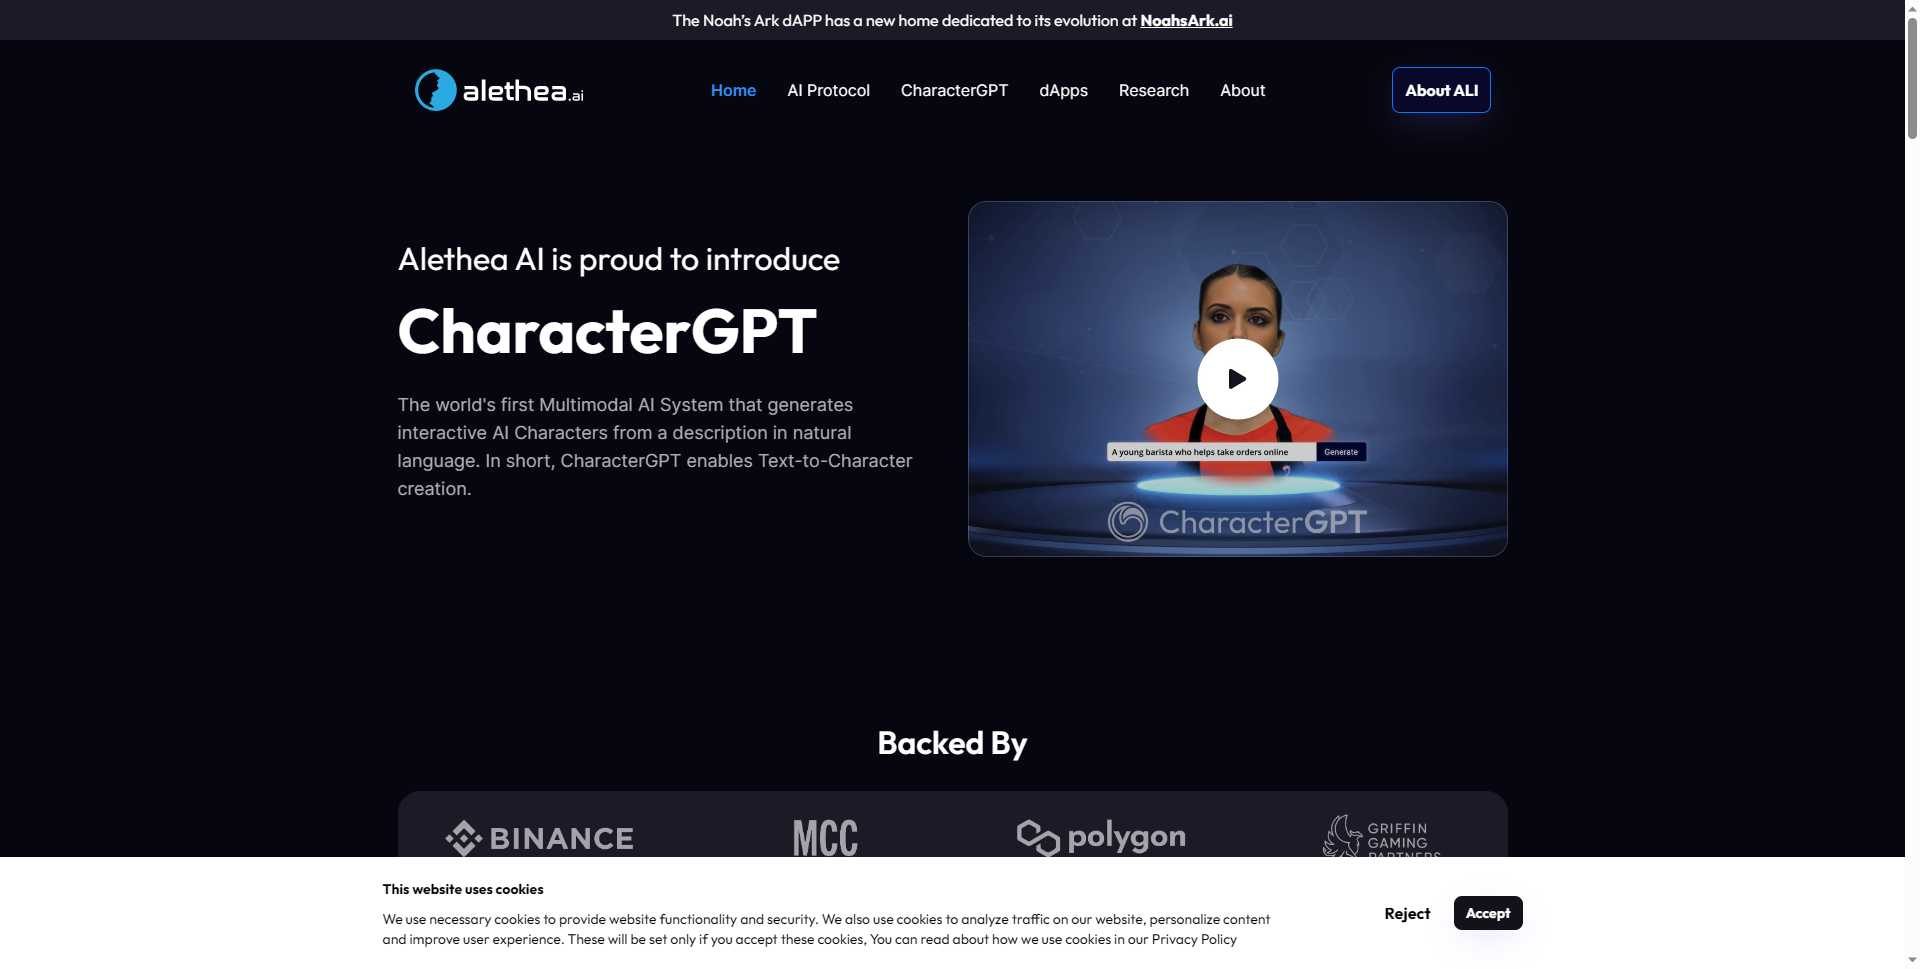 The Noah's Ark dAPP has a new home dedicated to its evolution at NoahsArk.ai
alethea.ai
Home
AI Protocol
CharacterGPT
dApps
Research
About
About ALI
Alethea AI is proud to introduce
CharacterGPT
The world's first Multimodal AI System that generates
interactive AI Characters from a description in natural
language. In short, CharacterGPT enables Text-to-Character
creation.
A young barista who helps take orders online
Generate
CharacterGPT
Backed By
BINANCE
MCC
polygon
GRIFFIN
GAMING
PARTNERS
This website uses cookies
We use necessary cookies to provide website functionality and security. We also use cookies to analyze traffic on our website, personalize content
and improve user experience. These will be set only if you accept these cookies, You can read about how we use cookies in our Privacy Policy
Reject
Accept